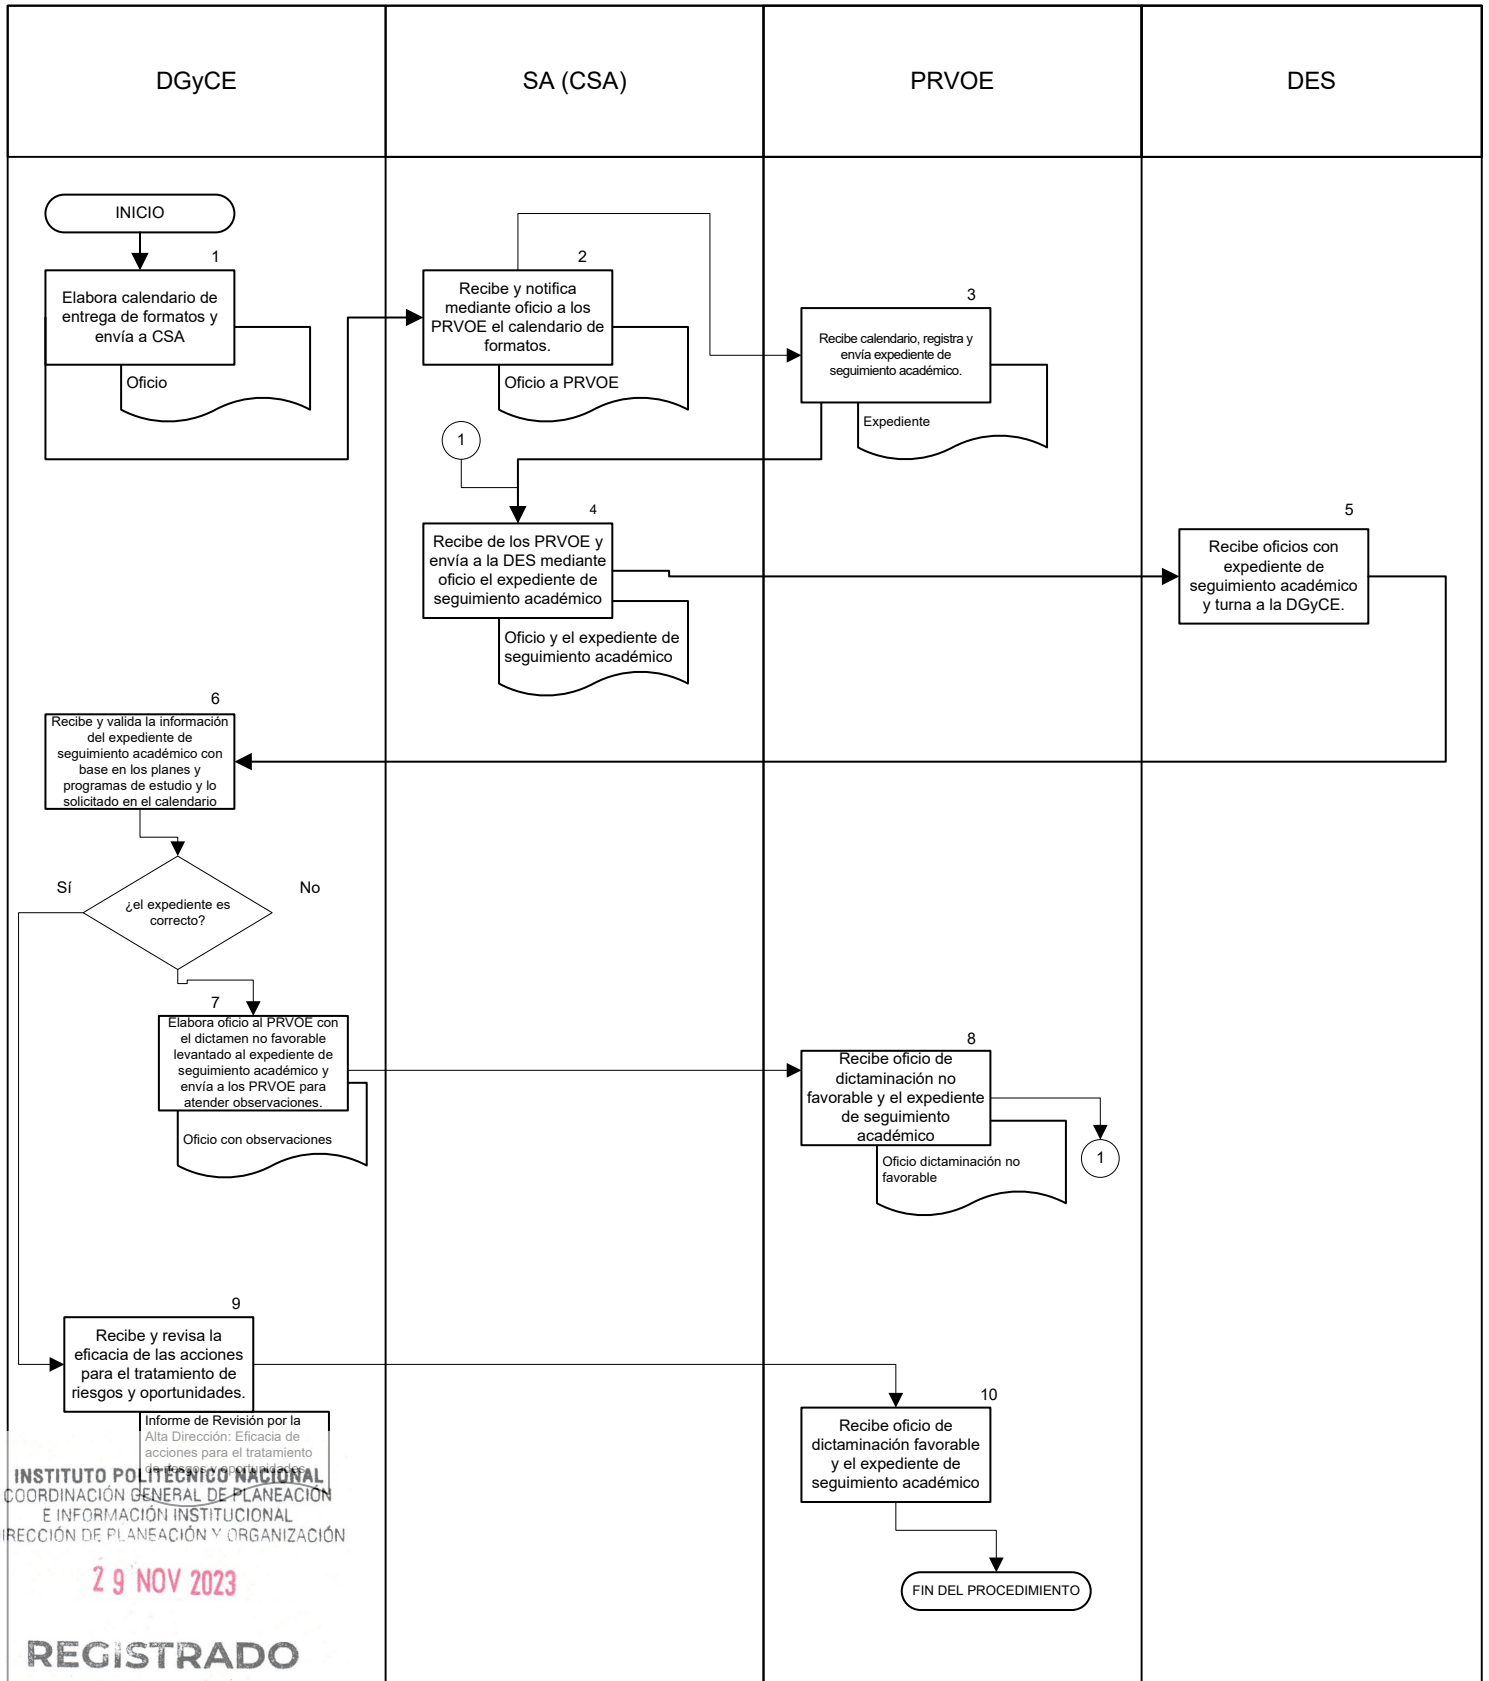 DGyCE
SA (CSA)
PRVOE
DES
INICIO
1
Elabora calendario de
entrega de formatos y
envía a CSA
Oficio
2
Recibe y notifica
mediante oficio a los
PRVOE el calendario de
formatos.
Oficio a PRVOE
3
Recibe calendario, registra y
envía expediente de
seguimiento académico.
Expediente
1
4
Recibe de los PRVOE y
envía a la DES mediante
oficio el expediente de
seguimiento académico
Oficio y el expediente de
seguimiento académico
5
Recibe oficios con
expediente de
seguimiento académico
y turna a la DGyCE.
6
Recibe y valida la información
del expediente de
seguimiento académico con
base en los planes y
programas de estudio y lo
solicitado en el calendario
Sí
No
¿el expediente es
correcto?
7
Elabora oficio al PRVOE con
el dictamen no favorable
levantado al expediente de
seguimiento académico y
envía a los PRVOE para
atender observaciones.
Oficio con observaciones
8
Recibe oficio de
dictaminación no
favorable y el expediente
de seguimiento
académico
Oficio dictaminación no
favorable
1
9
Recibe y revisa la
eficacia de las acciones
para el tratamiento de
riesgos y oportunidades.
Informe de Revisión por la
Alta Dirección: Eficacia de
acciones para el tratamiento
de riesgos y oportunidades
10
Recibe oficio de
dictaminación favorable
y el expediente de
seguimiento académico
FIN DEL PROCEDIMIENTO
INSTITUTO POLITÉCNICO NACIONAL
COORDINACIÓN GENERAL DE PLANEACIÓN
E INFORMACIÓN INSTITUCIONAL
IRECCIÓN DE PLANEACIÓN Y ORGANIZACIÓN
29 NOV 2023
REGISTRADO